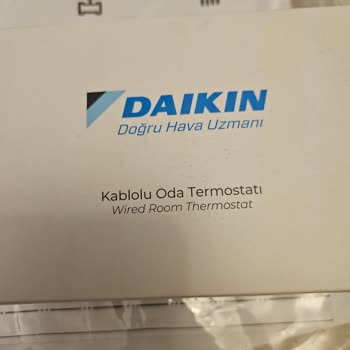 DAIKIN
Doğru Hava Uzmanı
Kablolu Oda Termostatı
Wired Room Thermostat